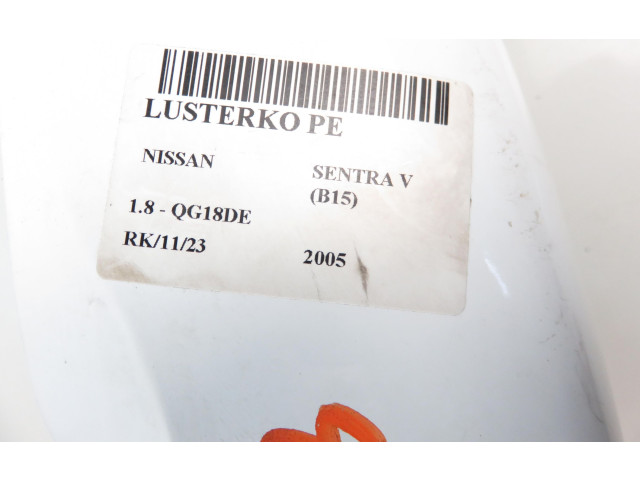 LUSTERKO PE
NISSAN SENTRA V
(B15)
1.8 - QG18DE
RK/11/23 2005